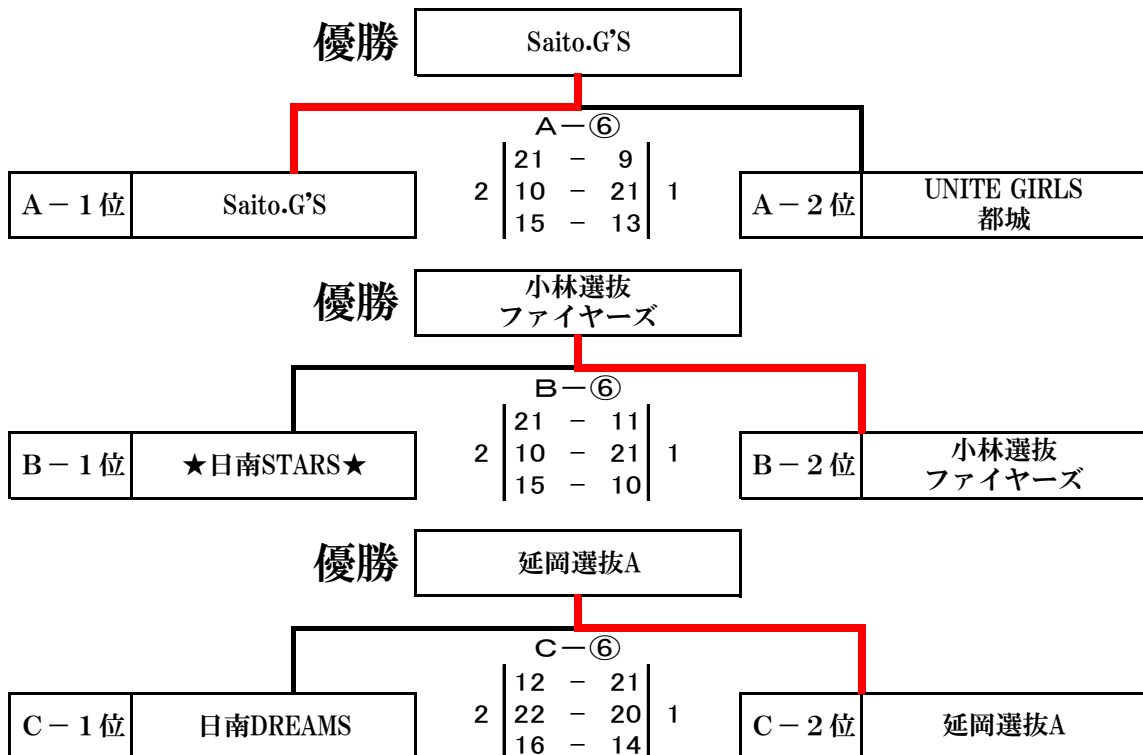 優勝 Saito.G’S
A－⑥
A－１位 Saito.G’S 2 21 － 9 1 A－２位 UNITE GIRLS
10 － 21 都城
15 － 13
優勝 小林選抜
ファイヤーズ
B－⑥
B－１位 ★日南STARS★ 2 21 － 11 1 B－２位 小林選抜
10 － 21 ファイヤーズ
15 － 10
優勝 延岡選抜A
C－⑥
C－１位 日南DREAMS 2 12 － 21 1 C－２位 延岡選抜A
22 － 20
16 － 14